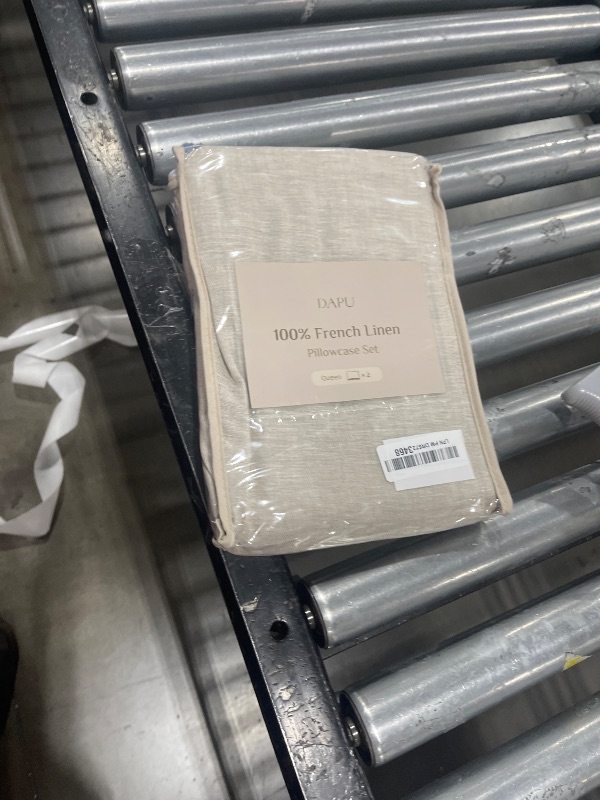 DAPU
100% French Linen
Pillowcase Set
Queen ×2